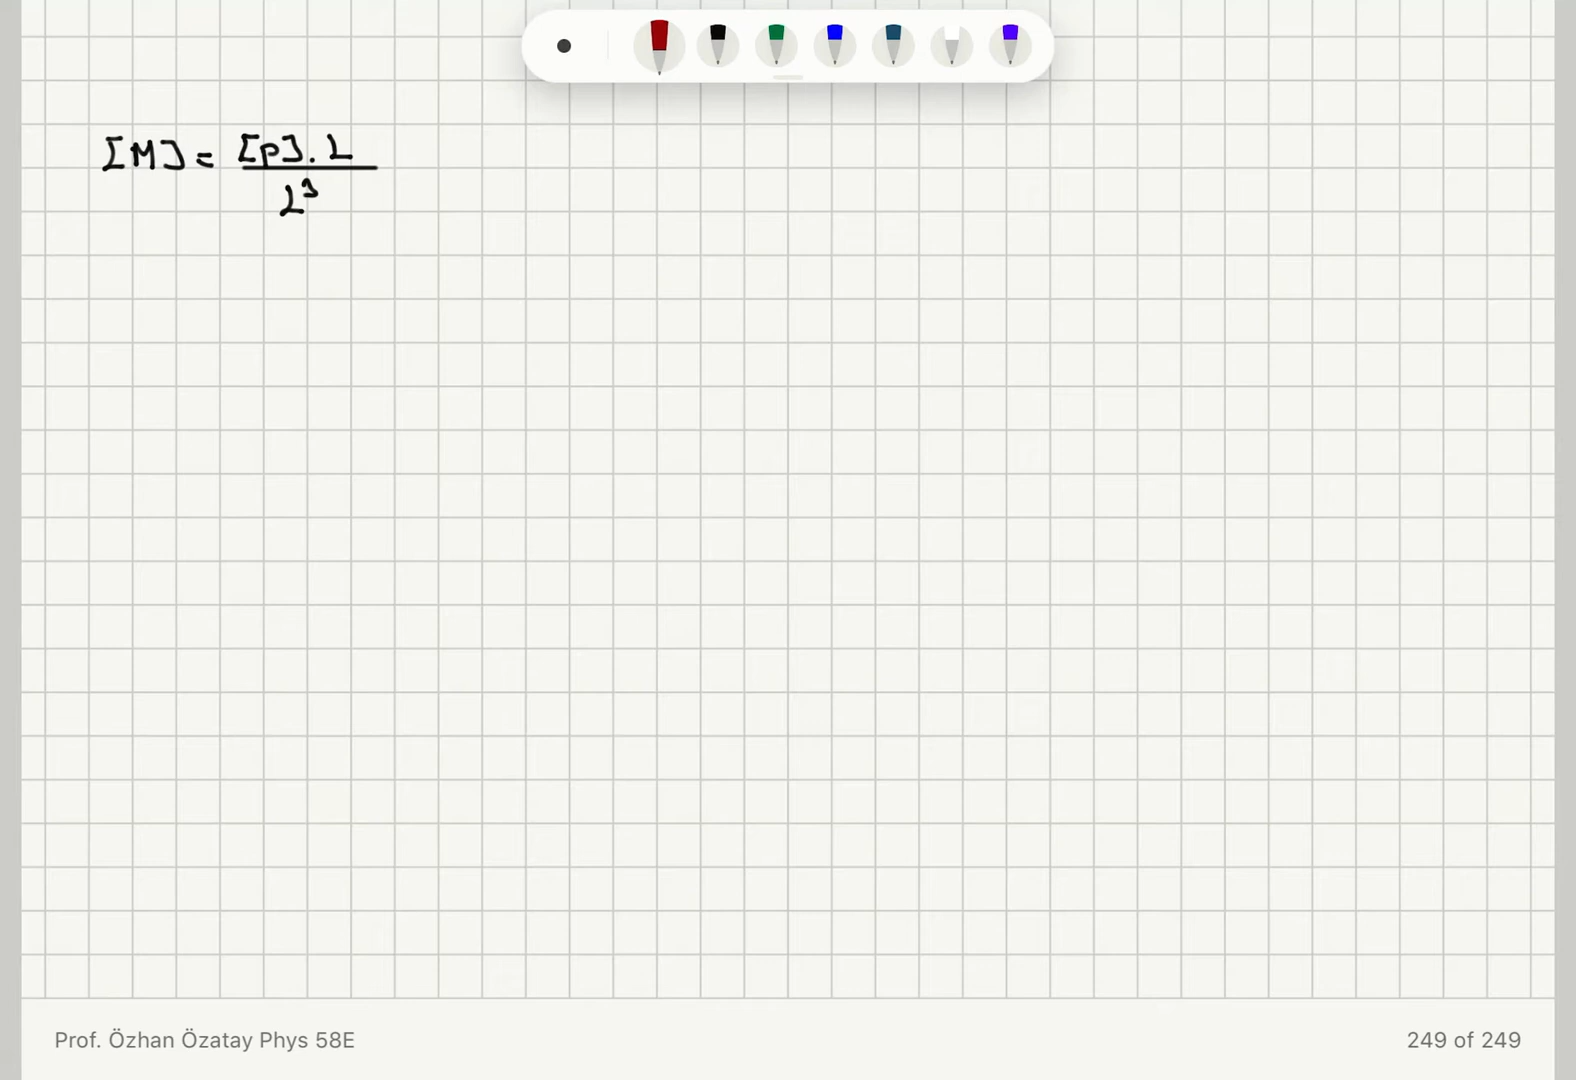 [M] = [p]. L
L³
Prof. Özhan Özatay Phys 58E
249 of 249